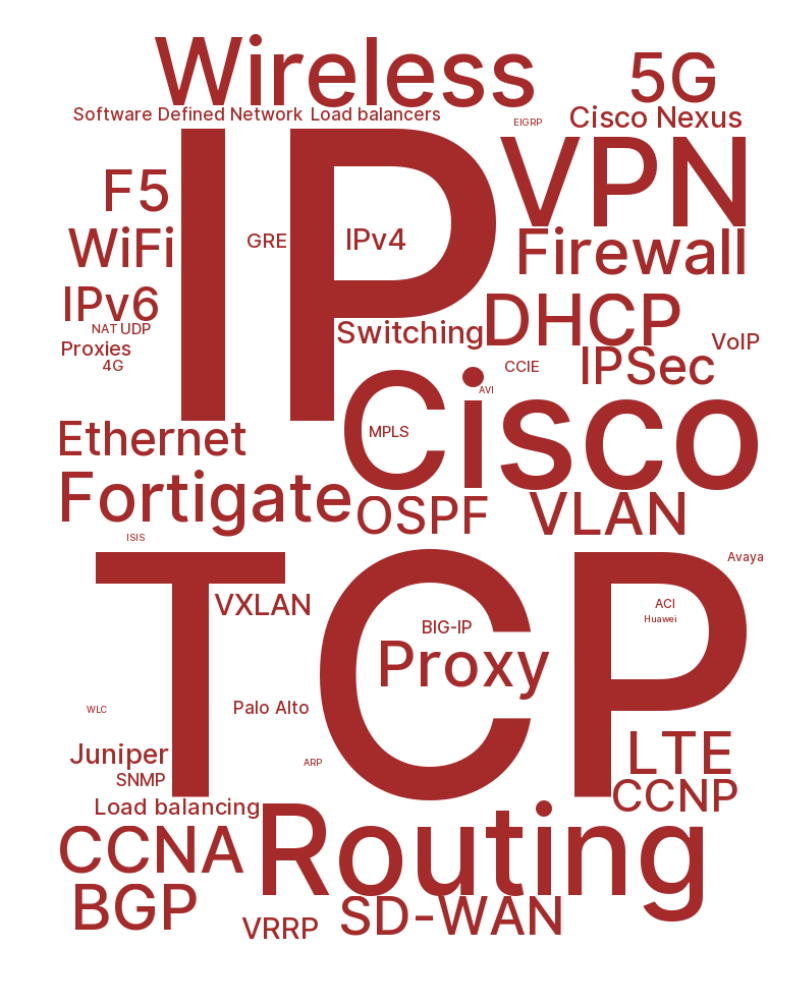 Wireless
5G
Software Defined Network
Load balancers
EIGRP
Cisco Nexus
IP
VPN
F5
WiFi
GRE
IPv4
Firewall
IPv6
NAT
UDP
Switching
DHCP
VoIP
Proxies
4G
CCIE
IPSec
AVI
Cisco
MPLS
Ethernet
Fortigate
OSPF
VLAN
ISIS
TCP
Avaya
VXLAN
ACI
Huawei
BIG-IP
Proxy
WLC
Palo Alto
Juniper
ARP
LTE
SNMP
CCNP
Load balancing
Routing
CCNA
BGP
VRRP
SD-WAN